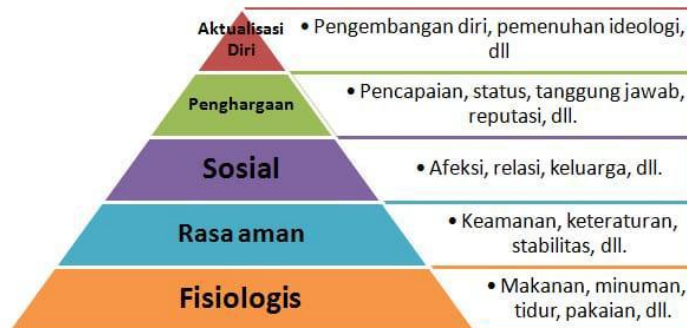 Aktualisasi
Diri
• Pengembangan diri, pemenuhan ideologi,
dll
Penghargaan
• Pencapaian, status, tanggung jawab,
reputasi, dll.
Sosial
• Afeksi, relasi, keluarga, dll.
Rasa aman
• Keamanan, keteraturan,
stabilitas, dll.
Fisiologis
• Makanan, minuman,
tidur, pakaian, dll.